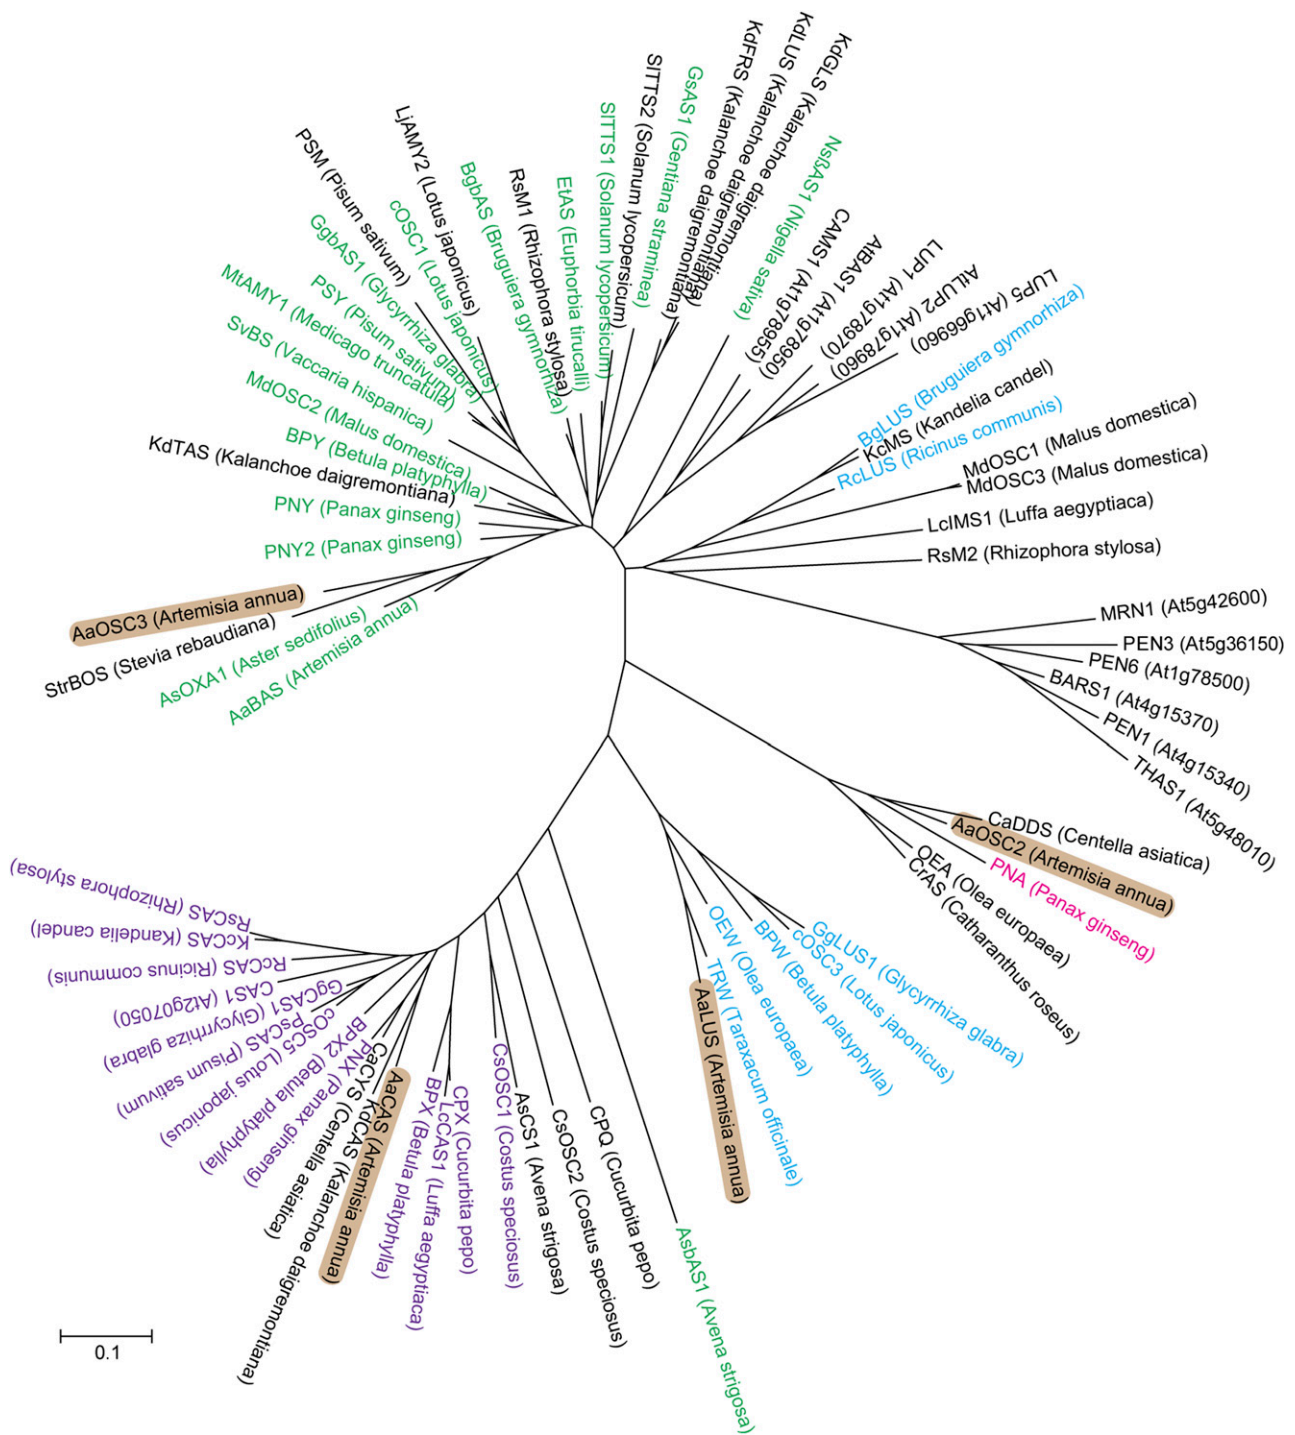 PSM (Pisum sativum)
LjAMY2 (Lotus japonicus)
cOSC1 (Lotus japonicus)
BgbAS (Bruguiera gymnorhiza)
RsM1 (Rhizophora stylosa)
EtAS (Euphorbia tirucalli)
SlTTS1 (Solanum lycopersicum)
SlTTS2 (Solanum lycopersicum)
GsAS1 (Gentiana straminea)
KdFRS (Kalanchoe daigremontiana)
KdLUS (Kalanchoe daigremontiana)
KdGLS (Kalanchoe daigremontiana)
NsßAS1 (Nigella sativa)
CAMS1 (At1g78955)
AtBAS1 (At1g78950)
LUP1 (At1g78970)
AtLUP2 (At1g78960)
LUP5 (At1g66960)
BgLUS (Bruguiera gymnorhiza)
KcMS (Kandelia candel)
RcLUS (Ricinus communis)
MdOSC1 (Malus domestica)
MdOSC3 (Malus domestica)
LcIMS1 (Luffa aegyptiaca)
RsM2 (Rhizophora stylosa)
MRN1 (At5g42600)
PEN3 (At5g36150)
PEN6 (At1g78500)
BARS1 (At4g15370)
PEN1 (At4g15340)
THAS1 (At5g48010)
CaDDS (Centella asiatica)
AaOSC2 (Artemisia annua)
PNA (Panax ginseng)
OEA (Olea europaea)
CrAS (Catharanthus roseus)
GgLUS1 (Glycyrrhiza glabra)
cOSC3 (Lotus japonicus)
BPW (Betula platyphylla)
OEW (Olea europaea)
TRW (Taraxacum officinale)
AaLUS (Artemisia annua)
AsbAS1 (Avena strigosa)
CPQ (Cucurbita pepo)
CsOSC2 (Costus speciosus)
AsCS1 (Avena strigosa)
CsOSC1 (Costus speciosus)
CPX (Cucurbita pepo)
LcCAS1 (Luffa aegyptiaca)
BPX (Betula platyphylla)
AaCAS (Artemisia annua)
KdCAS (Kalanchoe daigremontiana)
CaCYS (Centella asiatica)
PNX (Panax ginseng)
BPX2 (Betula platyphylla)
cOSC5 (Lotus japonicus)
PsCAS (Pisum sativum)
GgCAS1 (Glycyrrhiza glabra)
CAS1 (At2g07050)
RcCAS (Ricinus communis)
KcCAS (Kandelia candel)
RsCAS (Rhizophora stylosa)
AaBAS (Artemisia annua)
AsOXA1 (Aster sedifolius)
StrBOS (Stevia rebaudiana)
AaOSC3 (Artemisia annua)
PNY2 (Panax ginseng)
PNY (Panax ginseng)
KdTAS (Kalanchoe daigremontiana)
BPY (Betula platyphylla)
MdOSC2 (Malus domestica)
SvBS (Vaccaria hispanica)
MtAMY1 (Medicago truncatula)
PSY (Pisum sativum)
GgbAS1 (Glycyrrhiza glabra)
0.1